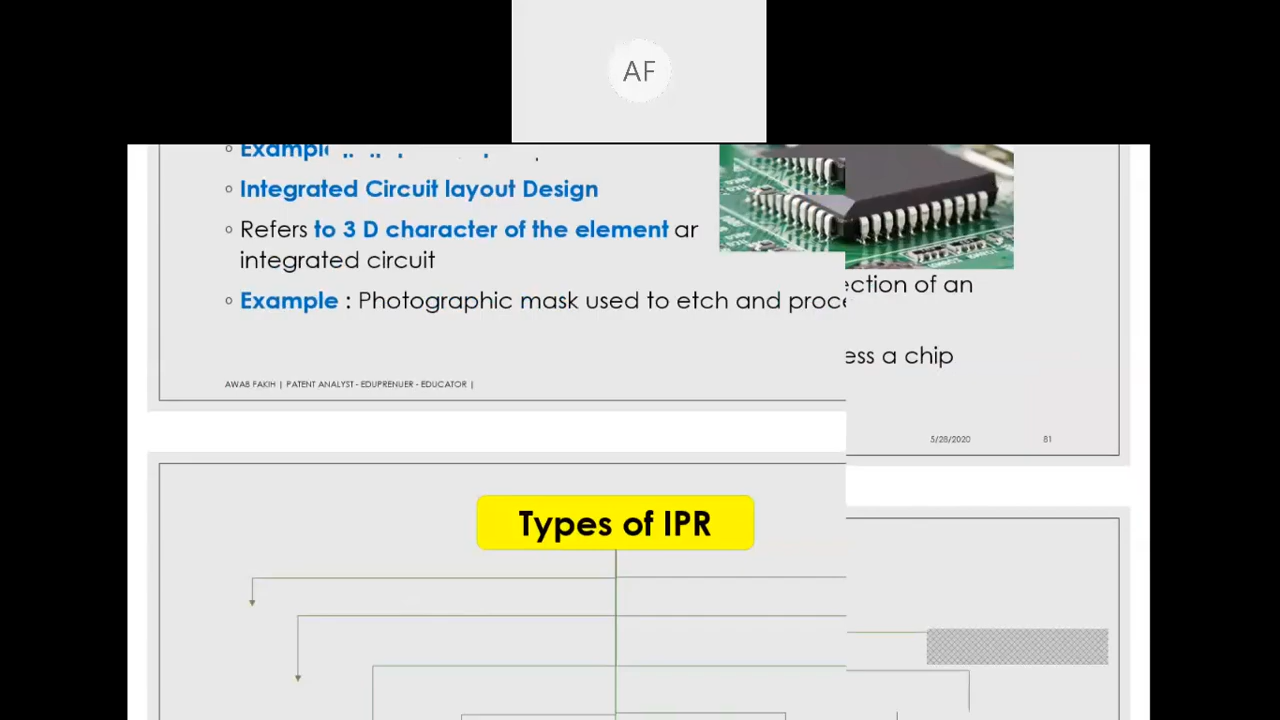 AF
Example
Integrated Circuit layout Design
Refers to 3 D character of the element
integrated circuit
ection of an
Example : Photographic mask used to etch and proce
ess a chip
AWAB FAKIH | PATENT ANALYST - EDUPRENUER - EDUCATOR |
5/28/2020 81
Types of IPR